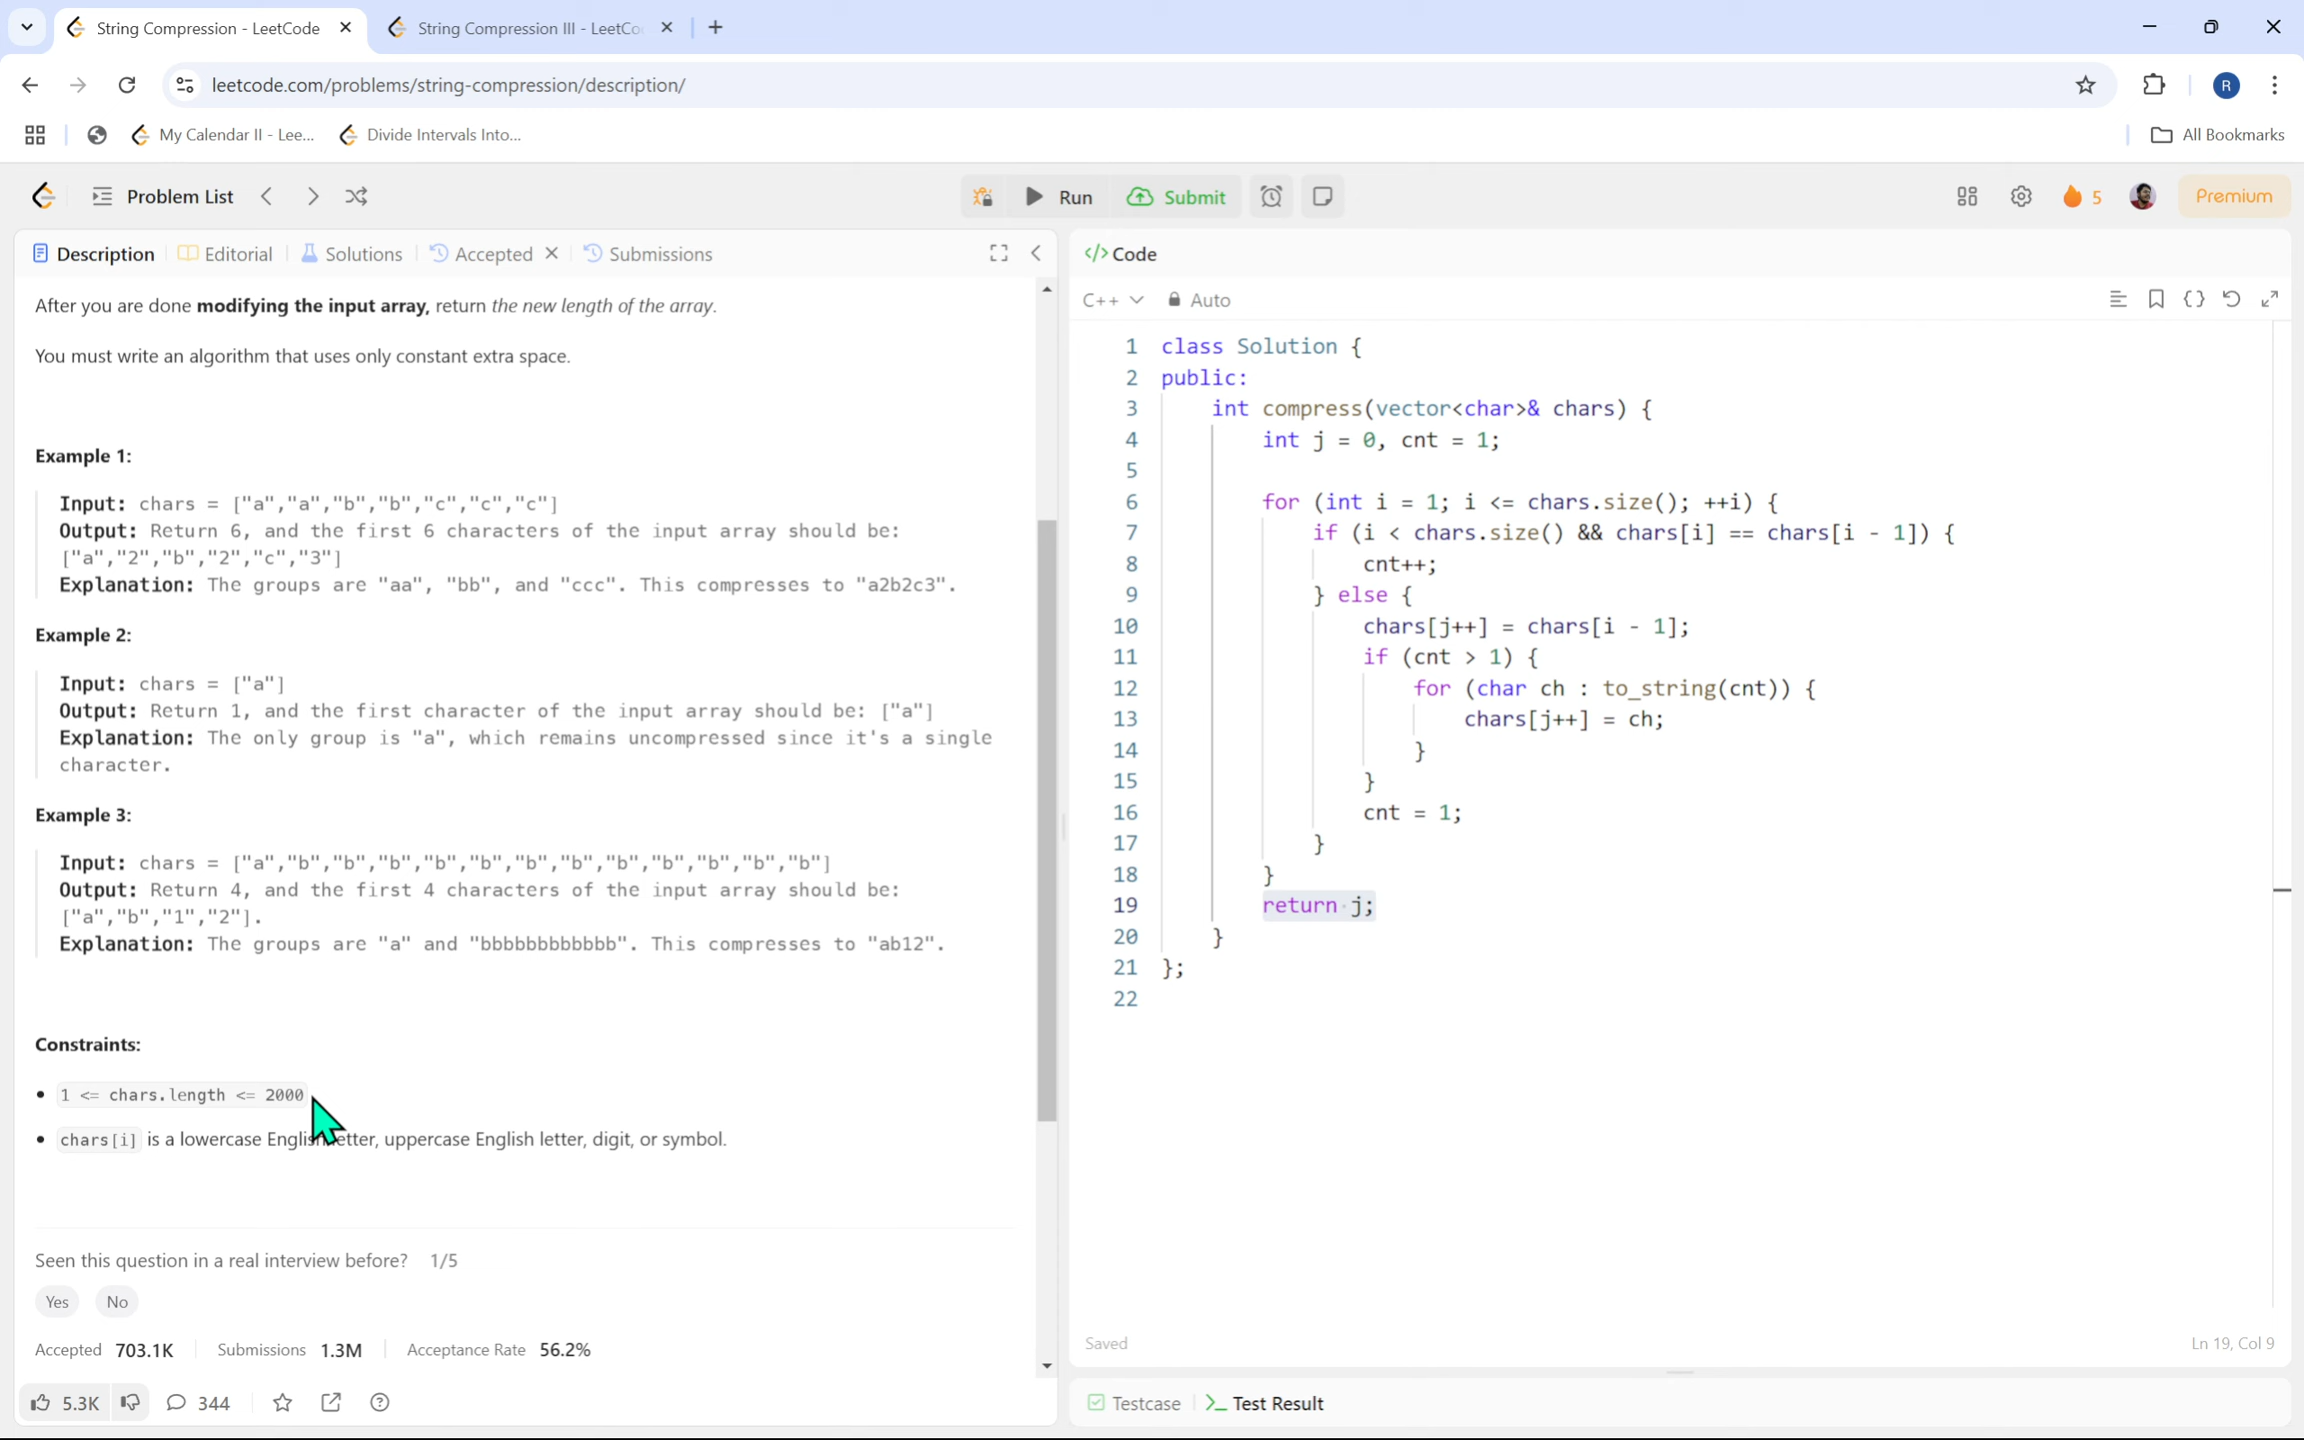 String Compression - LeetCode
String Compression III - LeetCo
leetcode.com/problems/string-compression/description/
R
My Calendar II - Lee...
Divide Intervals Into...
All Bookmarks
Problem List
Run
Submit
5
Premium
Description
Editorial
Solutions
Accepted
Submissions
After you are done modifying the input array, return the new length of the array.
You must write an algorithm that uses only constant extra space.
Example 1:
Input: chars = ["a","a","b","b","c","c","c"]
Output: Return 6, and the first 6 characters of the input array should be:
["a","2","b","2","c","3"]
Explanation: The groups are "aa", "bb", and "ccc". This compresses to "a2b2c3".
Example 2:
Input: chars = ["a"]
Output: Return 1, and the first character of the input array should be: ["a"]
Explanation: The only group is "a", which remains uncompressed since it's a single
character.
Example 3:
Input: chars = ["a","b","b","b","b","b","b","b","b","b","b","b","b"]
Output: Return 4, and the first 4 characters of the input array should be:
["a","b","1","2"].
Explanation: The groups are "a" and "bbbbbbbbbbbb". This compresses to "ab12".
Constraints:
1 <= chars.length <= 2000
chars[i] is a lowercase English letter, uppercase English letter, digit, or symbol.
Seen this question in a real interview before? 1/5
Yes
No
Accepted 703.1K
Submissions 1.3M
Acceptance Rate 56.2%
5.3K
344
</> Code
C++
Auto
1 class Solution {
2 public:
3 int compress(vector<char>& chars) {
4 int j = 0, cnt = 1;
5
6 for (int i = 1; i <= chars.size(); ++i) {
7 if (i < chars.size() && chars[i] == chars[i - 1]) {
8 cnt++;
9 } else {
10 chars[j++] = chars[i - 1];
11 if (cnt > 1) {
12 for (char ch : to_string(cnt)) {
13 chars[j++] = ch;
14 }
15 }
16 cnt = 1;
17 }
18 }
19 return j;
20 }
21 };
22
Saved
Ln 19, Col 9
Testcase
Test Result